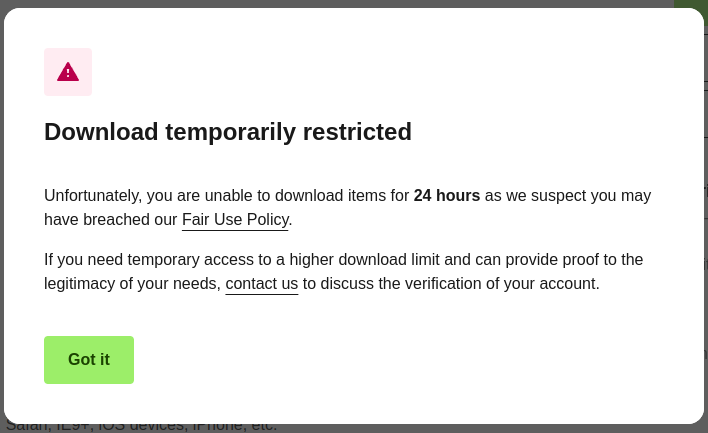 Download temporarily restricted
Unfortunately, you are unable to download items for 24 hours as we suspect you may
have breached our Fair Use Policy.
If you need temporary access to a higher download limit and can provide proof to the
legitimacy of your needs, contact us to discuss the verification of your account.
Got it
Safari, IE9+, iOS devices, iPhone, etc.